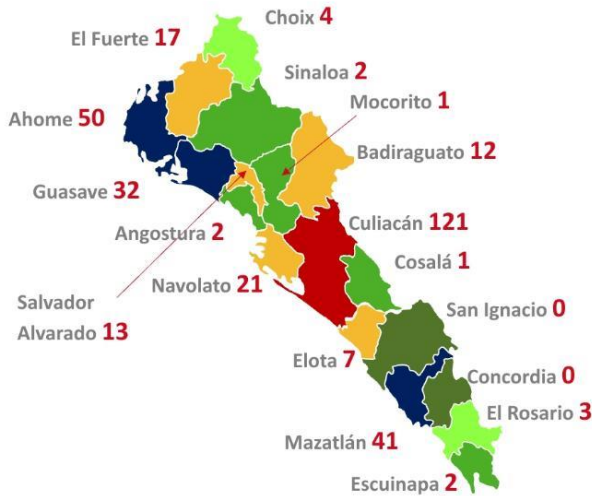 Choix 4
El Fuerte 17
Sinaloa 2
Mocorito 1
Ahome 50
Badiraguato 12
Guasave 32
Culiacán 121
Angostura 2
Cosalá 1
Navolato 21
Salvador
Alvarado 13
San Ignacio 0
Elota 7
Concordia 0
El Rosario 3
Mazatlán 41
Escuinapa 2